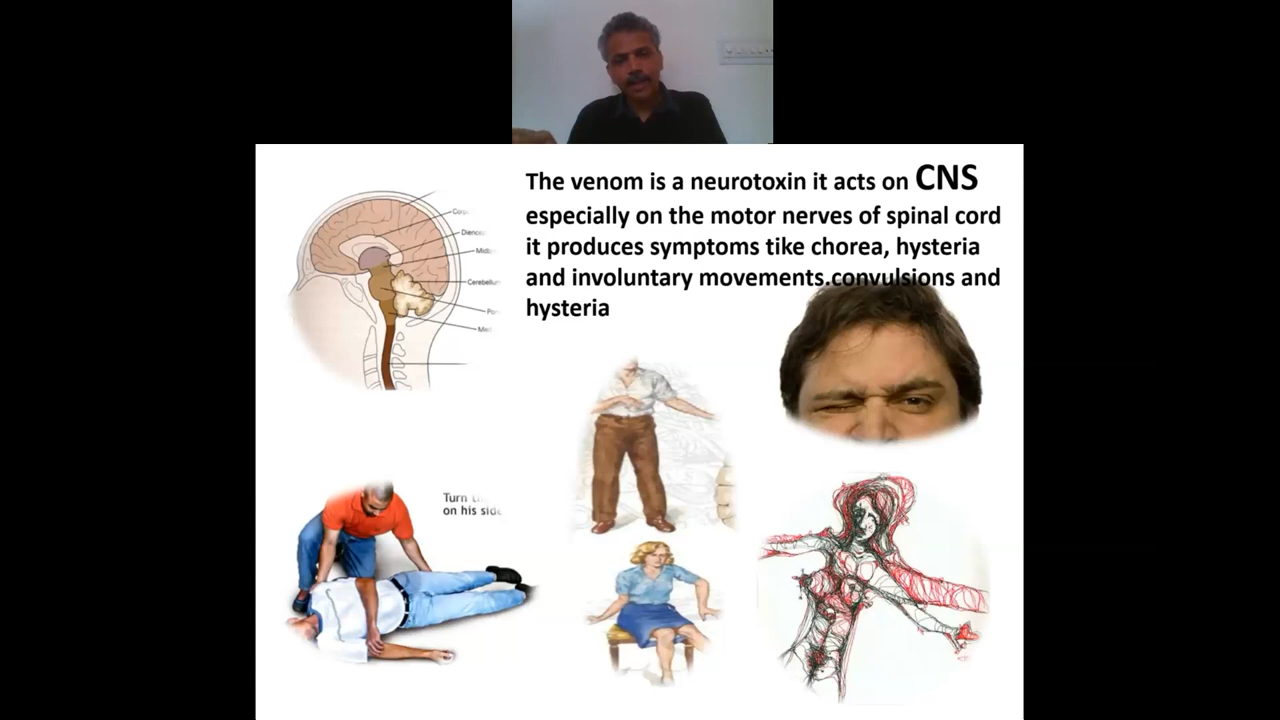 The venom is a neurotoxin it acts on CNS
especially on the motor nerves of spinal cord
it produces symptoms tike chorea, hysteria
and involuntary movements.convulsions and
hysteria
Cerebellum
Turn
on his side